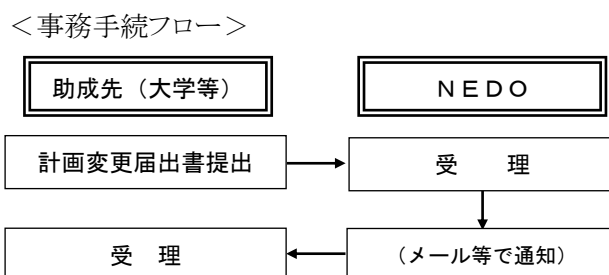 ＜事務手続フロー＞
助成先（大学等）
ＮＥＤＯ
計画変更届出書提出
受　　理
受　理
（メール等で通知）